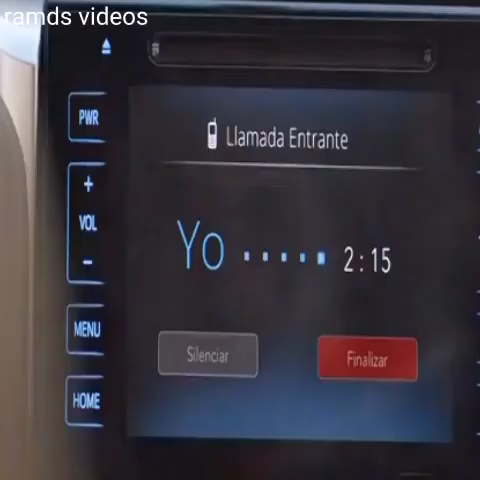 ramds videos
PWR
+
VOL
-
MENU
HOME
Llamada Entrante
Yo ..... 2:15
Silenciar
Finalizar